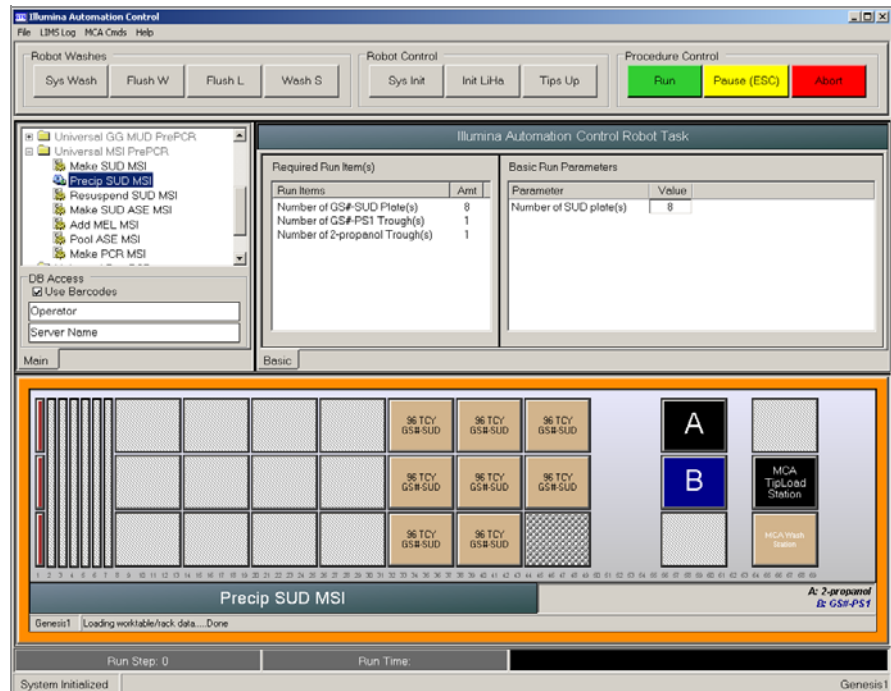 Illumina Automation Control
File LIMS Log MCA Cmds Help
Robot Washes
Robot Control
Procedure Control
Sys Wash
Flush W
Flush L
Wash S
Sys Init
Init LiHa
Tips Up
Run
Pause (ESC)
Abort
Universal GG MUD PrePCR
Universal MSI PrePCR
Make SUD MSI
Precip SUD MSI
Resuspend SUD MSI
Make SUD ASE MSI
Add MEL MSI
Pool ASE MSI
Make PCR MSI
DB Access
Use Barcodes
Operator
Server Name
Main
Illumina Automation Control Robot Task
Required Run Item(s)
Run Items Amt
Number of GS#-SUD Plate(s) 8
Number of GS#-PS1 Trough(s) 1
Number of 2-propanol Trough(s) 1
Basic Run Parameters
Parameter Value
Number of SUD plate(s) 8
Basic
96 TCY GS#-SUD
96 TCY GS#-SUD
96 TCY GS#-SUD
A
96 TCY GS#-SUD
96 TCY GS#-SUD
96 TCY GS#-SUD
B
MCA TipLoad Station
96 TCY GS#-SUD
96 TCY GS#-SUD
MCA Wash Station
Precip SUD MSI
A: 2-propanol
B: GS#-PS1
Genesis1 Loading worktable/rack data....Done
Run Step: 0
Run Time:
System Initialized
Genesis1